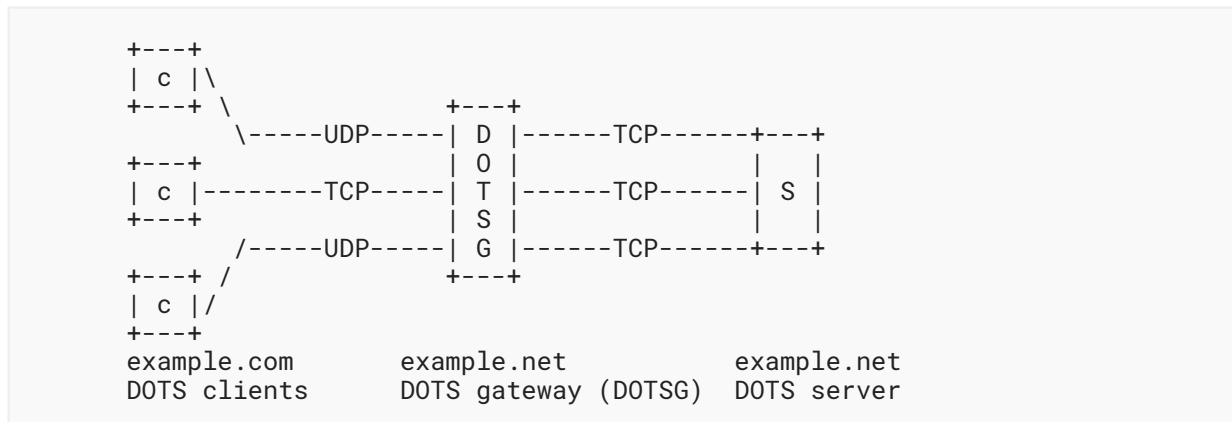 +---+
| c |\
+---+ \                +---+
       \-----UDP-----| D |------TCP------+---+
+---+                | O |               |   |
| c |--------TCP-----| T |------TCP------| S |
+---+                | S |               |   |
       /-----UDP-----| G |------TCP------+---+
+---+ /              +---+
| c |/
+---+
example.com       example.net           example.net
DOTS clients      DOTS gateway (DOTSG)  DOTS server